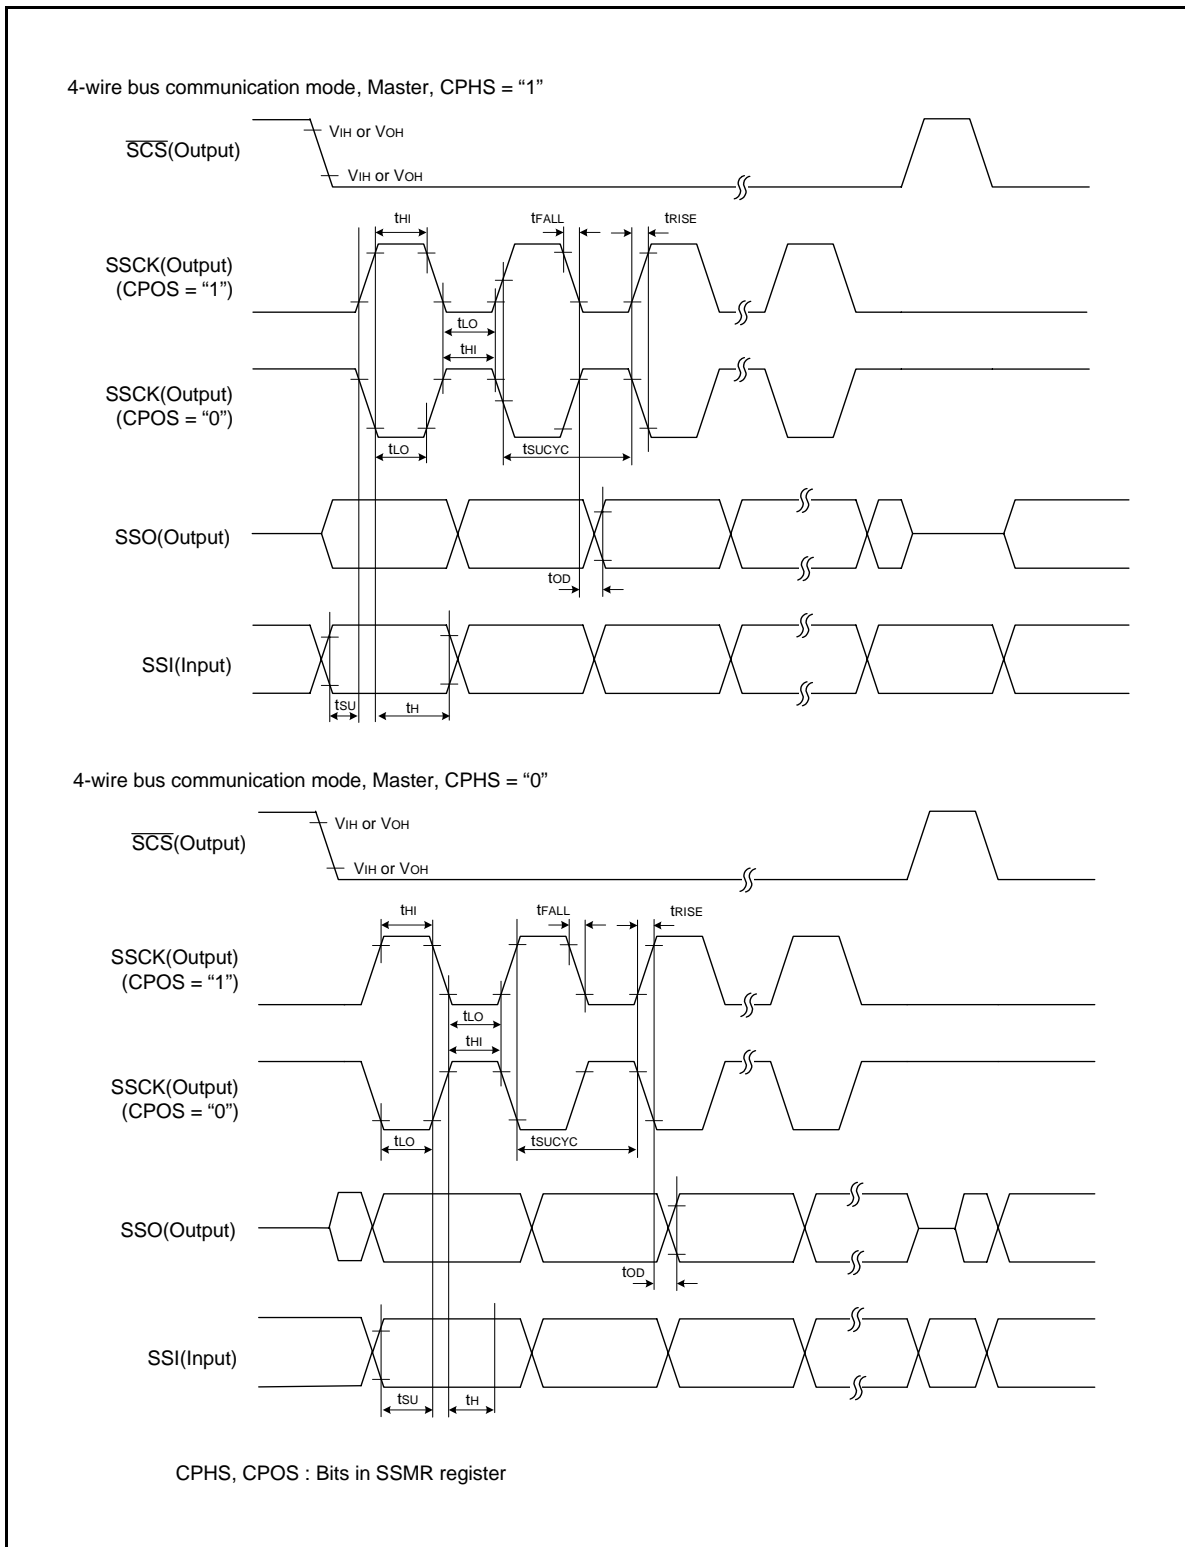 4-wire bus communication mode, Master, CPHS = “1”
VIH or VOH
SCS(Output)
VIH or VOH
tHI
tFALL
tRISE
SSCK(Output)
(CPOS = “1”)
tLO
tHI
SSCK(Output)
(CPOS = “0”)
tLO
tSUCYC
SSO(Output)
tOD
SSI(Input)
tSU
tH
4-wire bus communication mode, Master, CPHS = “0”
VIH or VOH
SCS(Output)
VIH or VOH
tHI
tFALL
tRISE
SSCK(Output)
(CPOS = “1”)
tLO
tHI
SSCK(Output)
(CPOS = “0”)
tLO
tSUCYC
SSO(Output)
tOD
SSI(Input)
tSU
tH
CPHS, CPOS : Bits in SSMR register